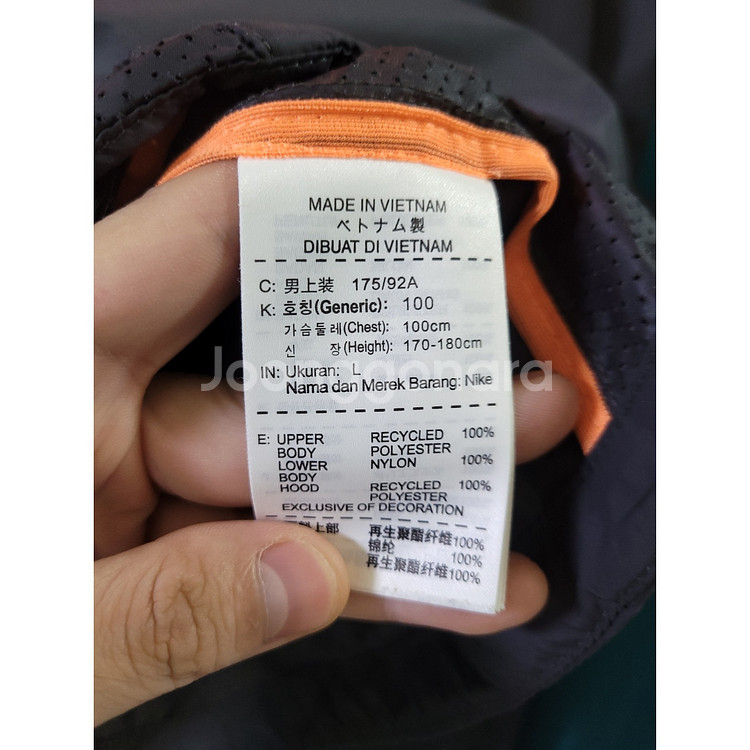 MADE IN VIETNAM
ベトナム製
DIBUAT DI VIETNAM
C: 男上装 175/92A
K: 호칭(Generic): 100
가슴둘레(Chest): 100cm
신 장(Height): 170-180cm
IN: Ukuran: L
Nama dan Merek Barang: Nike
Joonggonara
E: UPPER RECYCLED 100%
BODY POLYESTER
LOWER NYLON 100%
BODY
HOOD RECYCLED 100%
POLYESTER
EXCLUSIVE OF DECORATION
上部 再生聚酯纤维100%
锦纶 100%
再生聚酯纤维100%